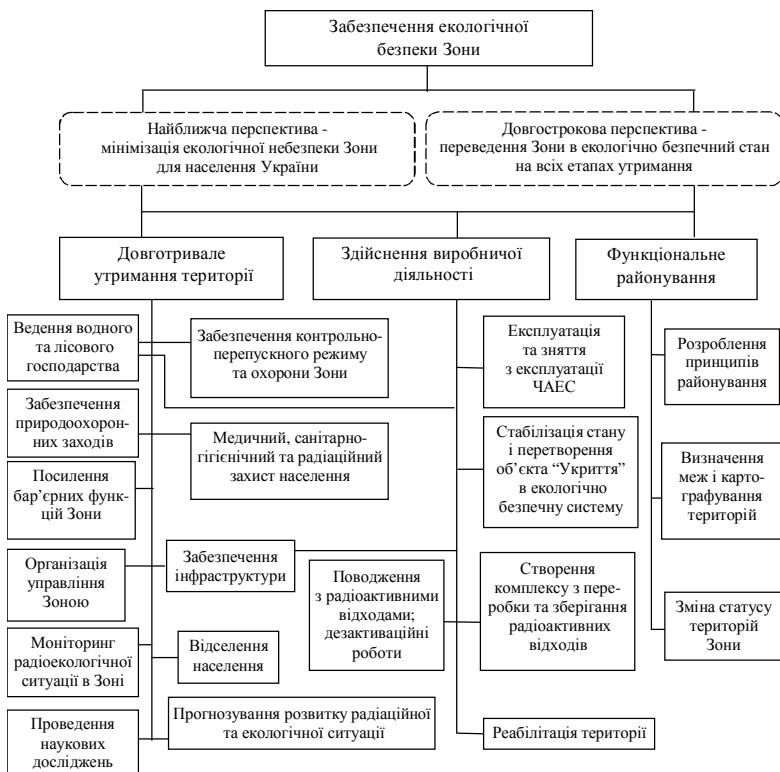 Забезпечення екологічної
безпеки Зони
Найближча перспектива -
мінімізація екологічної небезпеки Зони
для населення України
Довгострокова перспектива -
переведення Зони в екологічно безпечний стан
на всіх етапах утримання
Довготривале
утримання території
Здійснення виробничої
діяльності
Функціональне
районування
Ведення водного
та лісового
господарства
Забезпечення контрольно-
перепускного режиму
та охорони Зони
Експлуатація
та зняття
з експлуатації
ЧАЕС
Розроблення
принципів
районування
Забезпечення
природоохорон-
них заходів
Медичний, санітарно-
гігієнічний та радіаційний
захист населення
Стабілізація стану
і перетворення
об’єкта “Укриття”
в екологічно
безпечну систему
Визначення
меж і карто-
графування
територій
Посилення
бар’єрних функ-
цій Зони
Організація
управління
Зоною
Забезпечення
інфраструктури
Поводження
з радіоактивними
відходами;
дезактиваційні
роботи
Створення
комплексу з пере-
робки та зберігання
радіоактивних
відходів
Зміна статусу
територій
Зони
Моніторинг
радіоекологічної
ситуації в Зоні
Відселення
населення
Проведення
наукових
досліджень
Прогнозування розвитку радіаційної
та екологічної ситуації
Реабілітація території